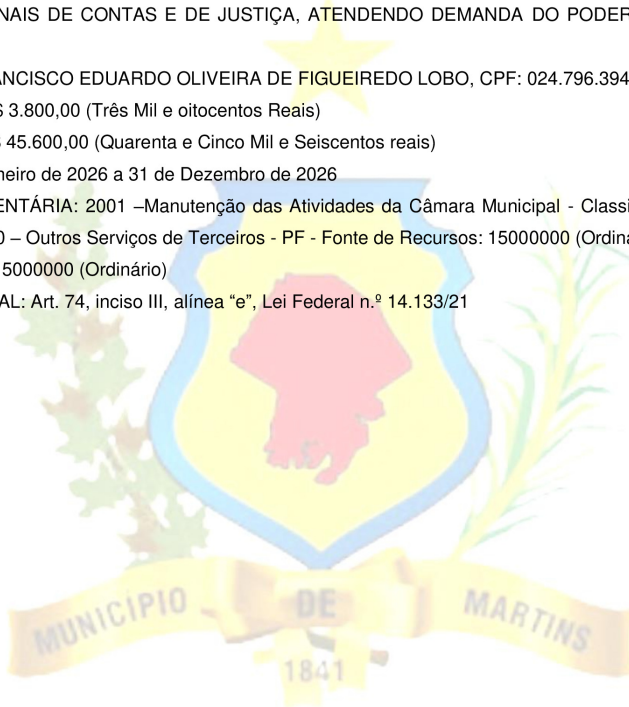 NAIS DE CONTAS E DE JUSTIÇA, ATENDENDO DEMANDA DO PODER
NCISCO EDUARDO OLIVEIRA DE FIGUEIREDO LOBO, CPF: 024.796.394
3.800,00 (Três Mil e oitocentos Reais)
45.600,00 (Quarenta e Cinco Mil e Seiscentos reais)
neiro de 2026 a 31 de Dezembro de 2026
ENTÁRIA: 2001 –Manutenção das Atividades da Câmara Municipal - Classi
0 – Outros Serviços de Terceiros - PF - Fonte de Recursos: 15000000 (Ordin
5000000 (Ordinário)
AL: Art. 74, inciso III, alínea “e”, Lei Federal n.º 14.133/21
MUNICÍPIO DE MARTINS
1841